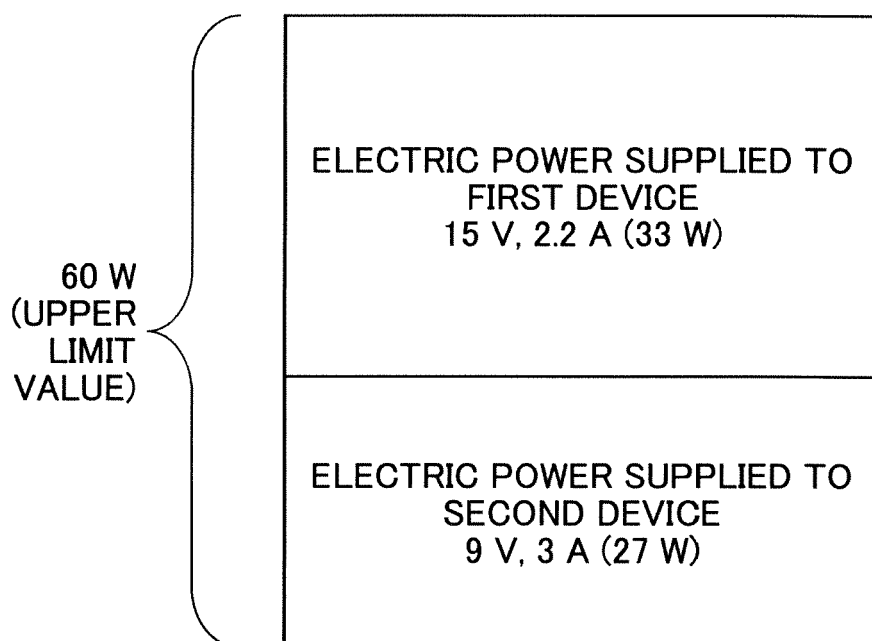 60 W
(UPPER
LIMIT
VALUE)
ELECTRIC POWER SUPPLIED TO
FIRST DEVICE
15 V, 2.2 A (33 W)
ELECTRIC POWER SUPPLIED TO
SECOND DEVICE
9 V, 3 A (27 W)